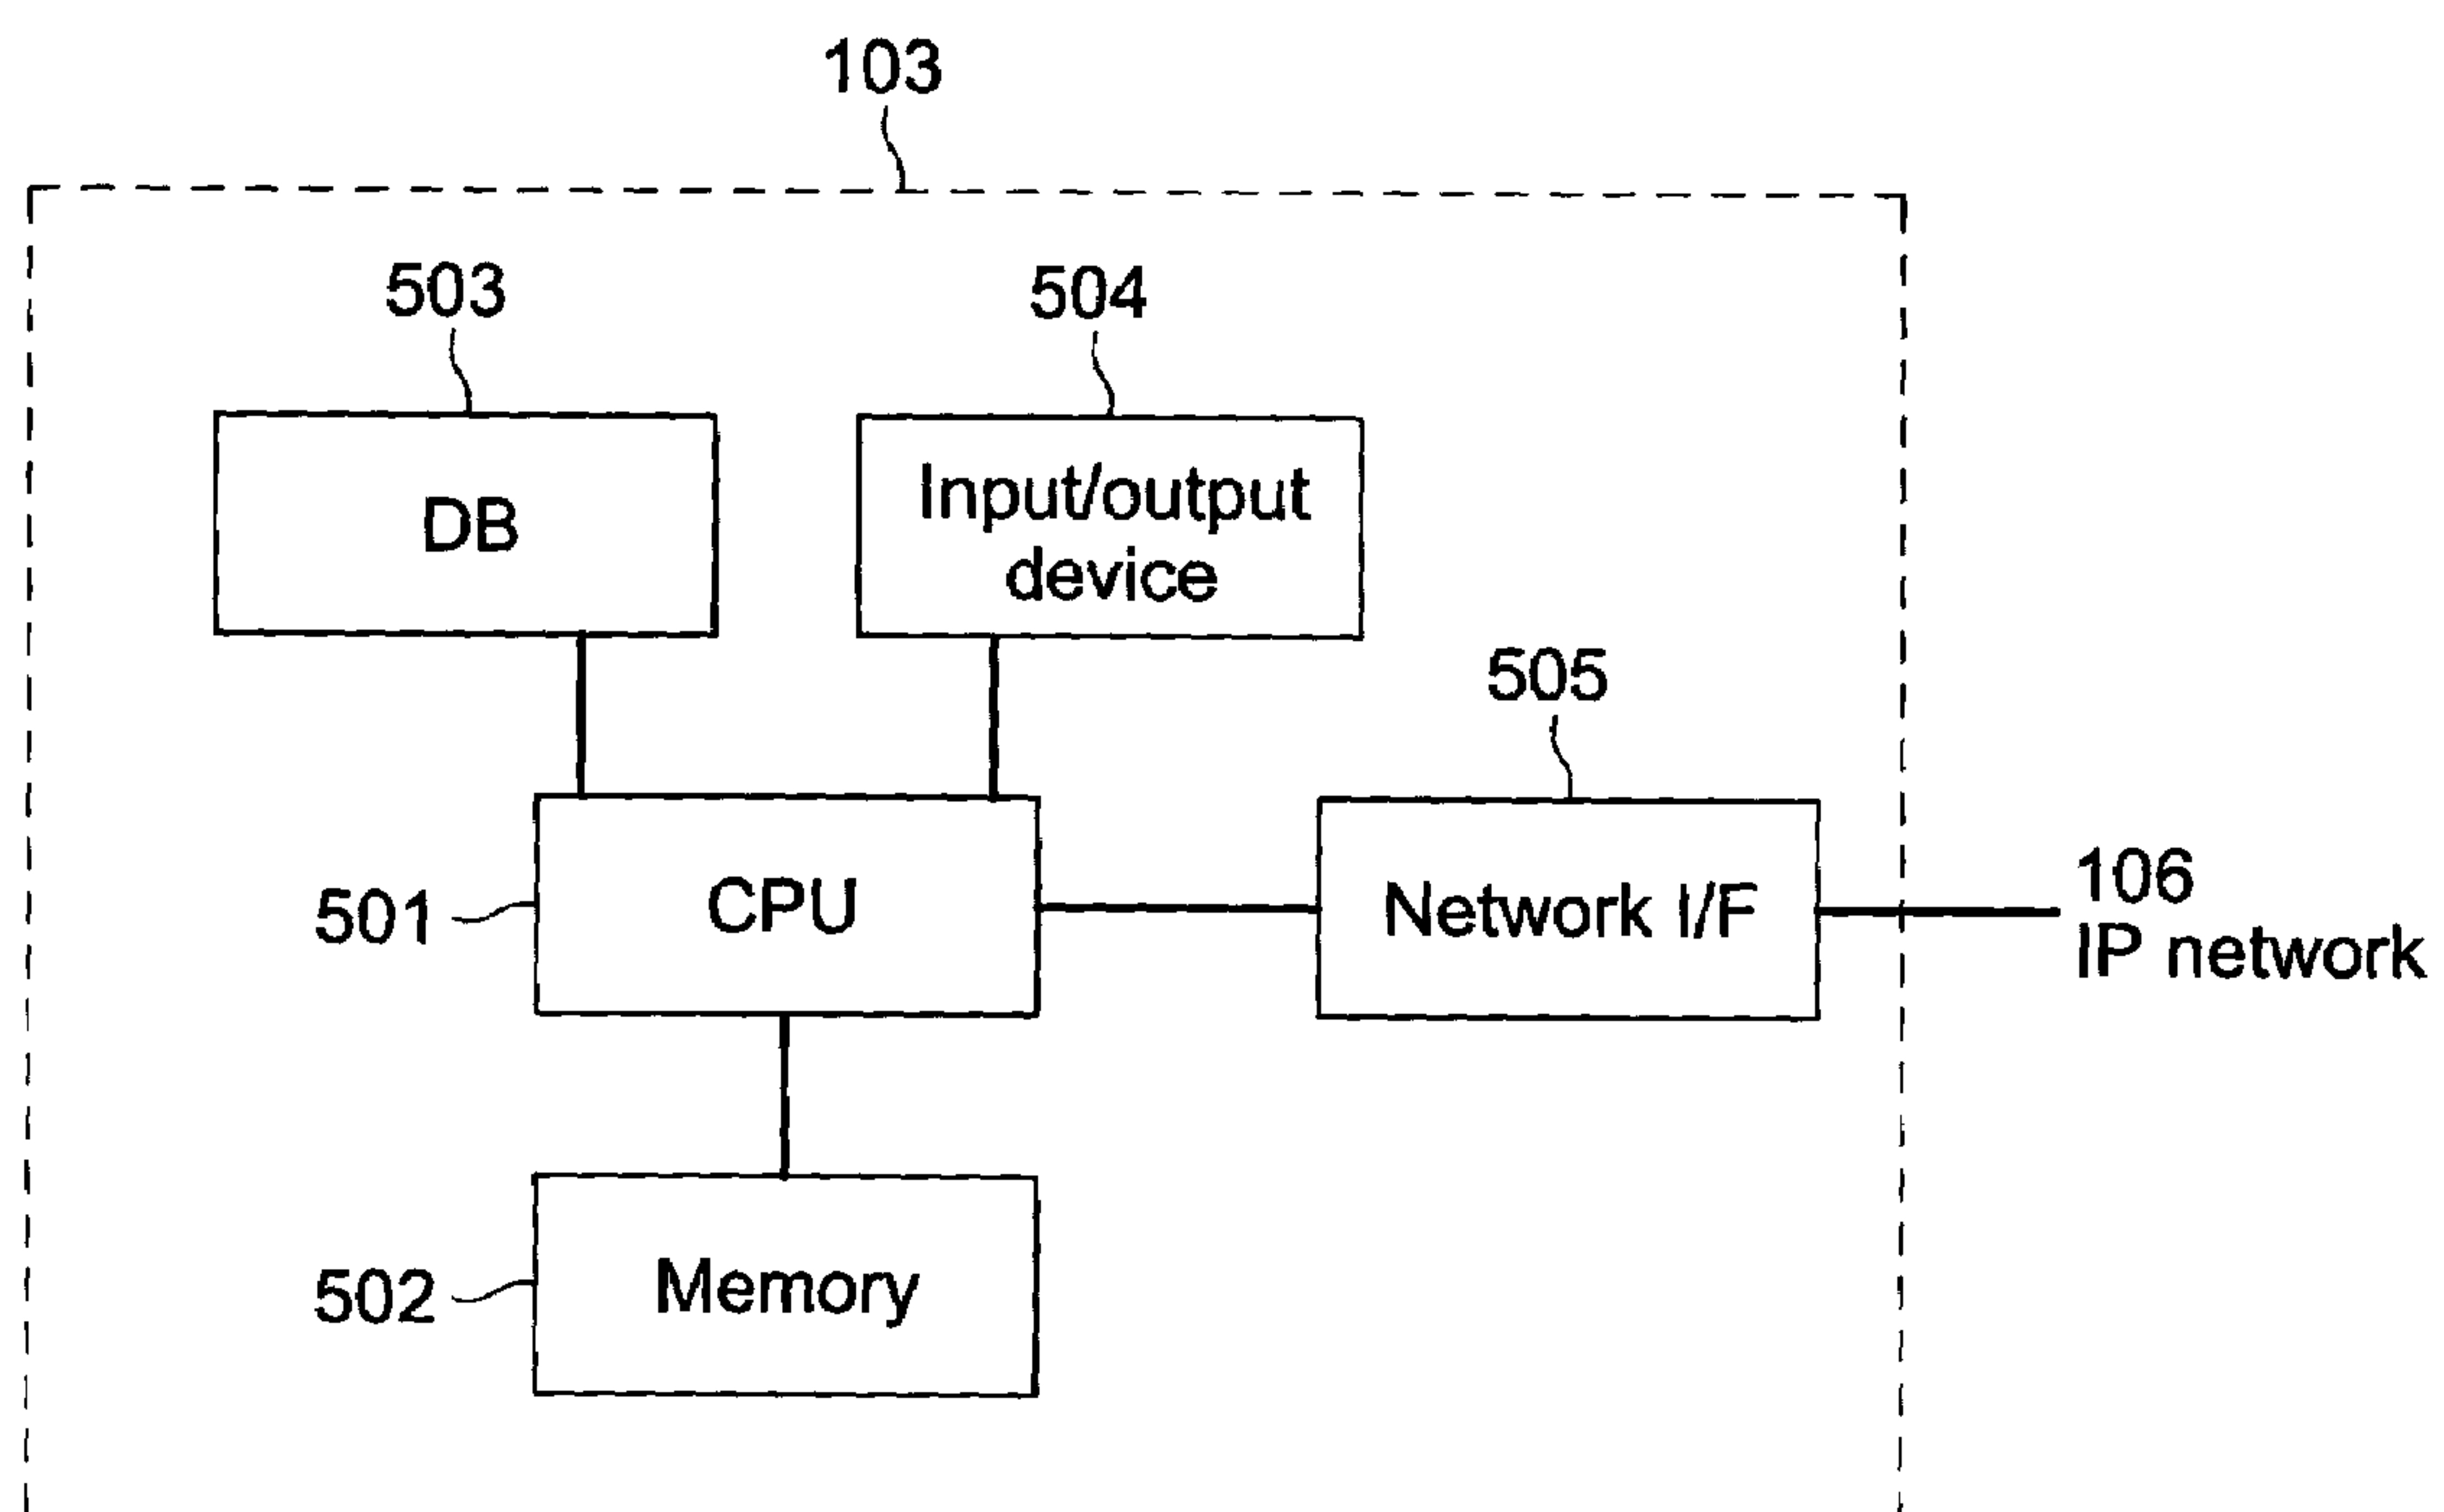 103
503
504
DB
Input/output
device
505
501
CPU
Network I/F
106
IP network
502
Memory